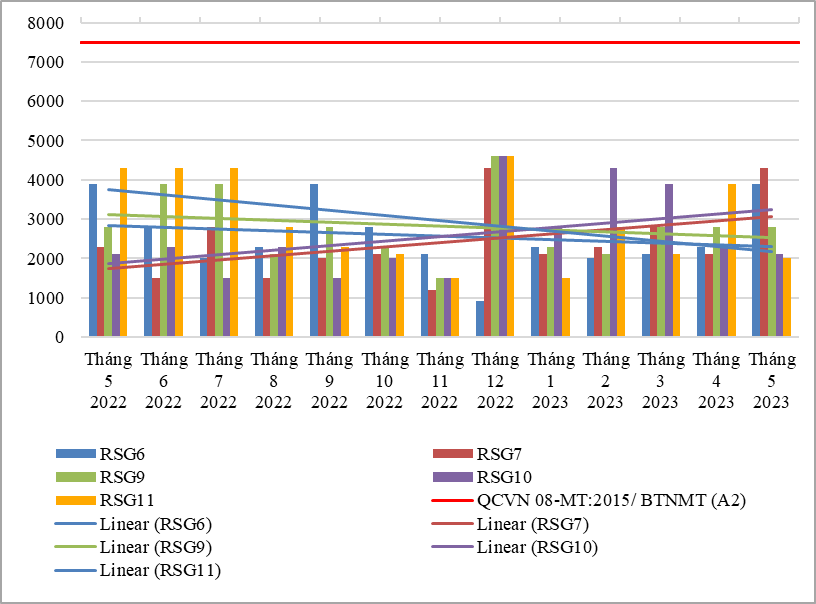 8000
7000
6000
5000
4000
3000
2000
1000
0
Tháng 5 2022
Tháng 6 2022
Tháng 7 2022
Tháng 8 2022
Tháng 9 2022
Tháng 10 2022
Tháng 11 2022
Tháng 12 2022
Tháng 1 2023
Tháng 2 2023
Tháng 3 2023
Tháng 4 2023
Tháng 5 2023
RSG6
RSG7
RSG9
RSG10
RSG11
QCVN 08-MT:2015/ BTNMT (A2)
Linear (RSG6)
Linear (RSG7)
Linear (RSG9)
Linear (RSG10)
Linear (RSG11)